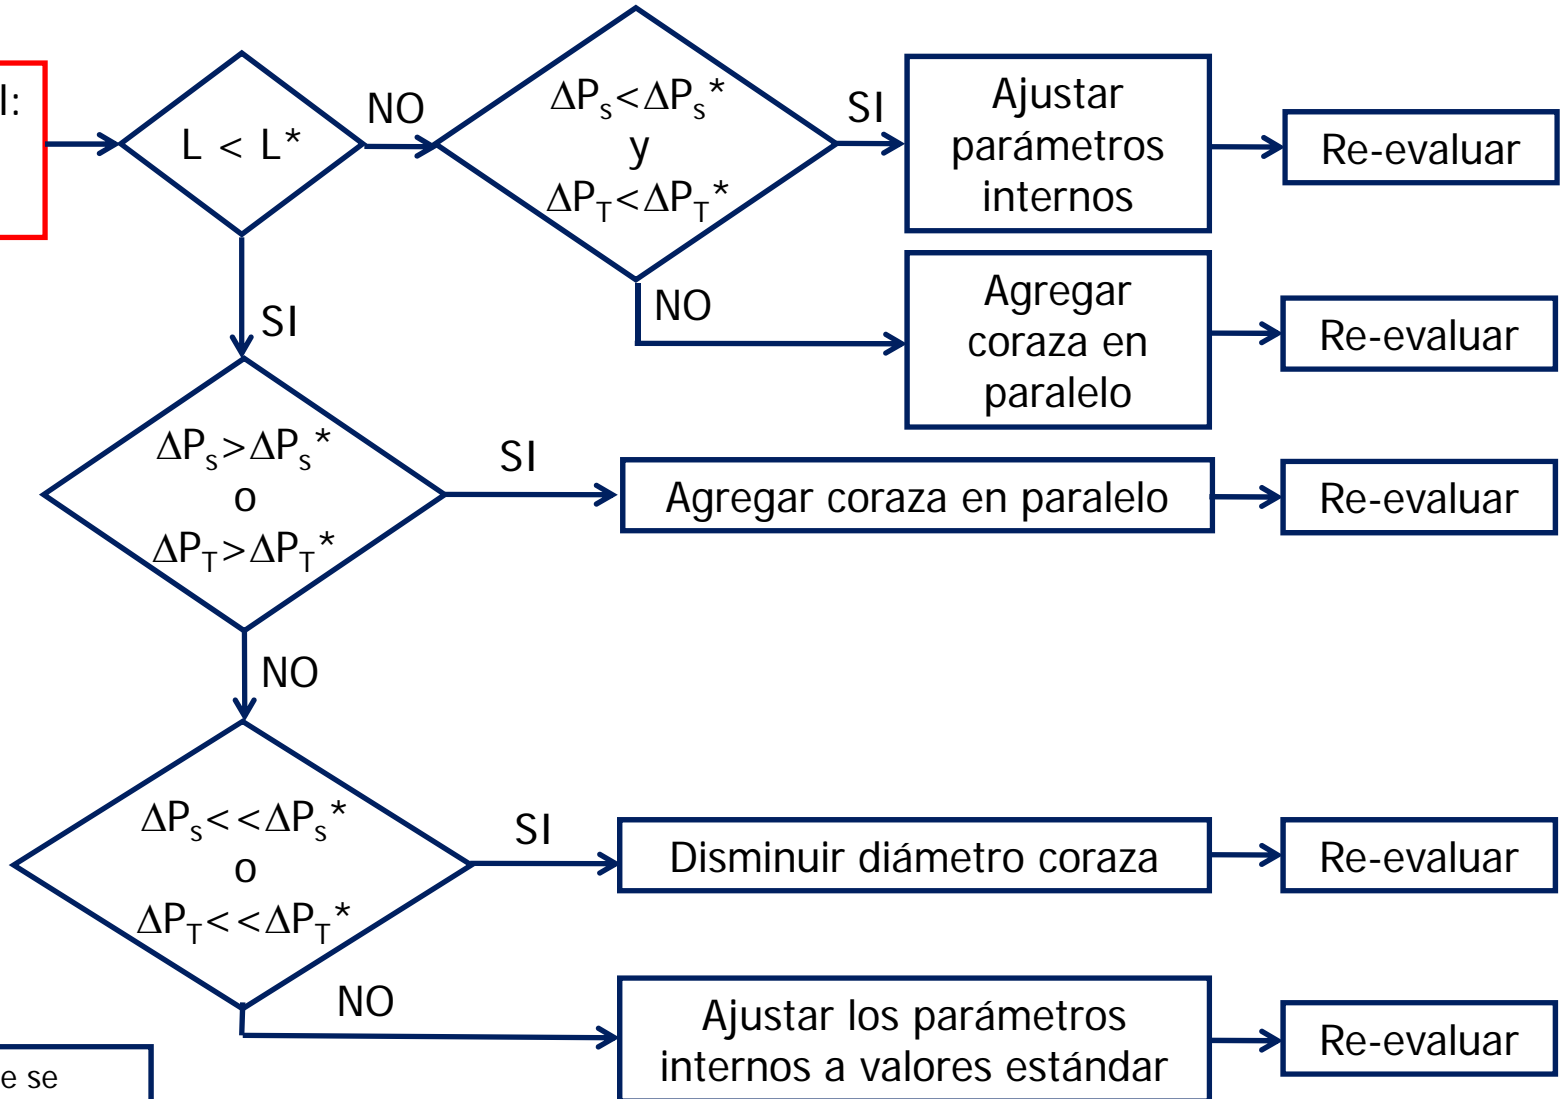 I:
L < L*
NO
ΔPs<ΔPs*
y
ΔPT<ΔPT*
SI
Ajustar
parámetros
internos
Re-evaluar
NO
Agregar
coraza en
paralelo
Re-evaluar
SI
ΔPs>ΔPs*
o
ΔPT>ΔPT*
SI
Agregar coraza en paralelo
Re-evaluar
NO
ΔPs<<ΔPs*
o
ΔPT<<ΔPT*
SI
Disminuir diámetro coraza
Re-evaluar
NO
Ajustar los parámetros
internos a valores estándar
Re-evaluar
e se